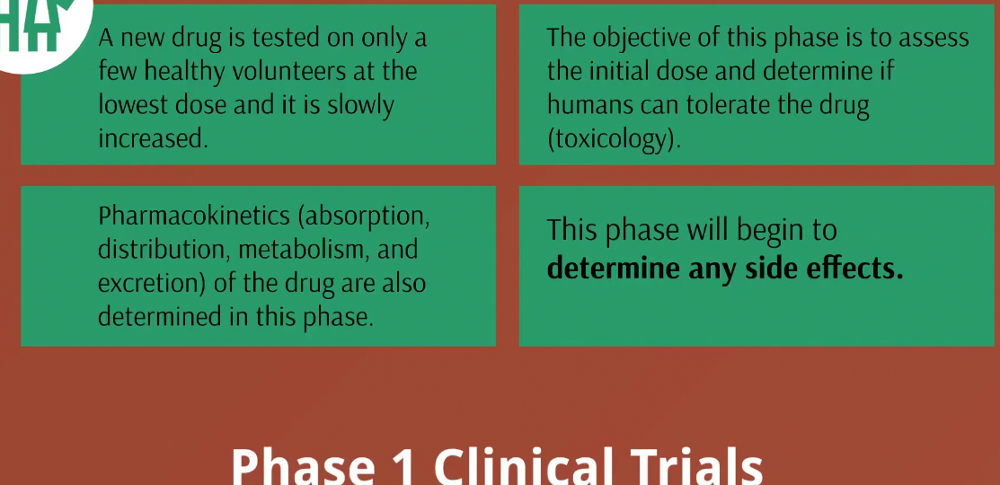 A new drug is tested on only a
few healthy volunteers at the
lowest dose and it is slowly
increased.
The objective of this phase is to assess
the initial dose and determine if
humans can tolerate the drug
(toxicology).
Pharmacokinetics (absorption,
distribution, metabolism, and
excretion) of the drug are also
determined in this phase.
This phase will begin to
determine any side effects.
Phase 1 Clinical Trials